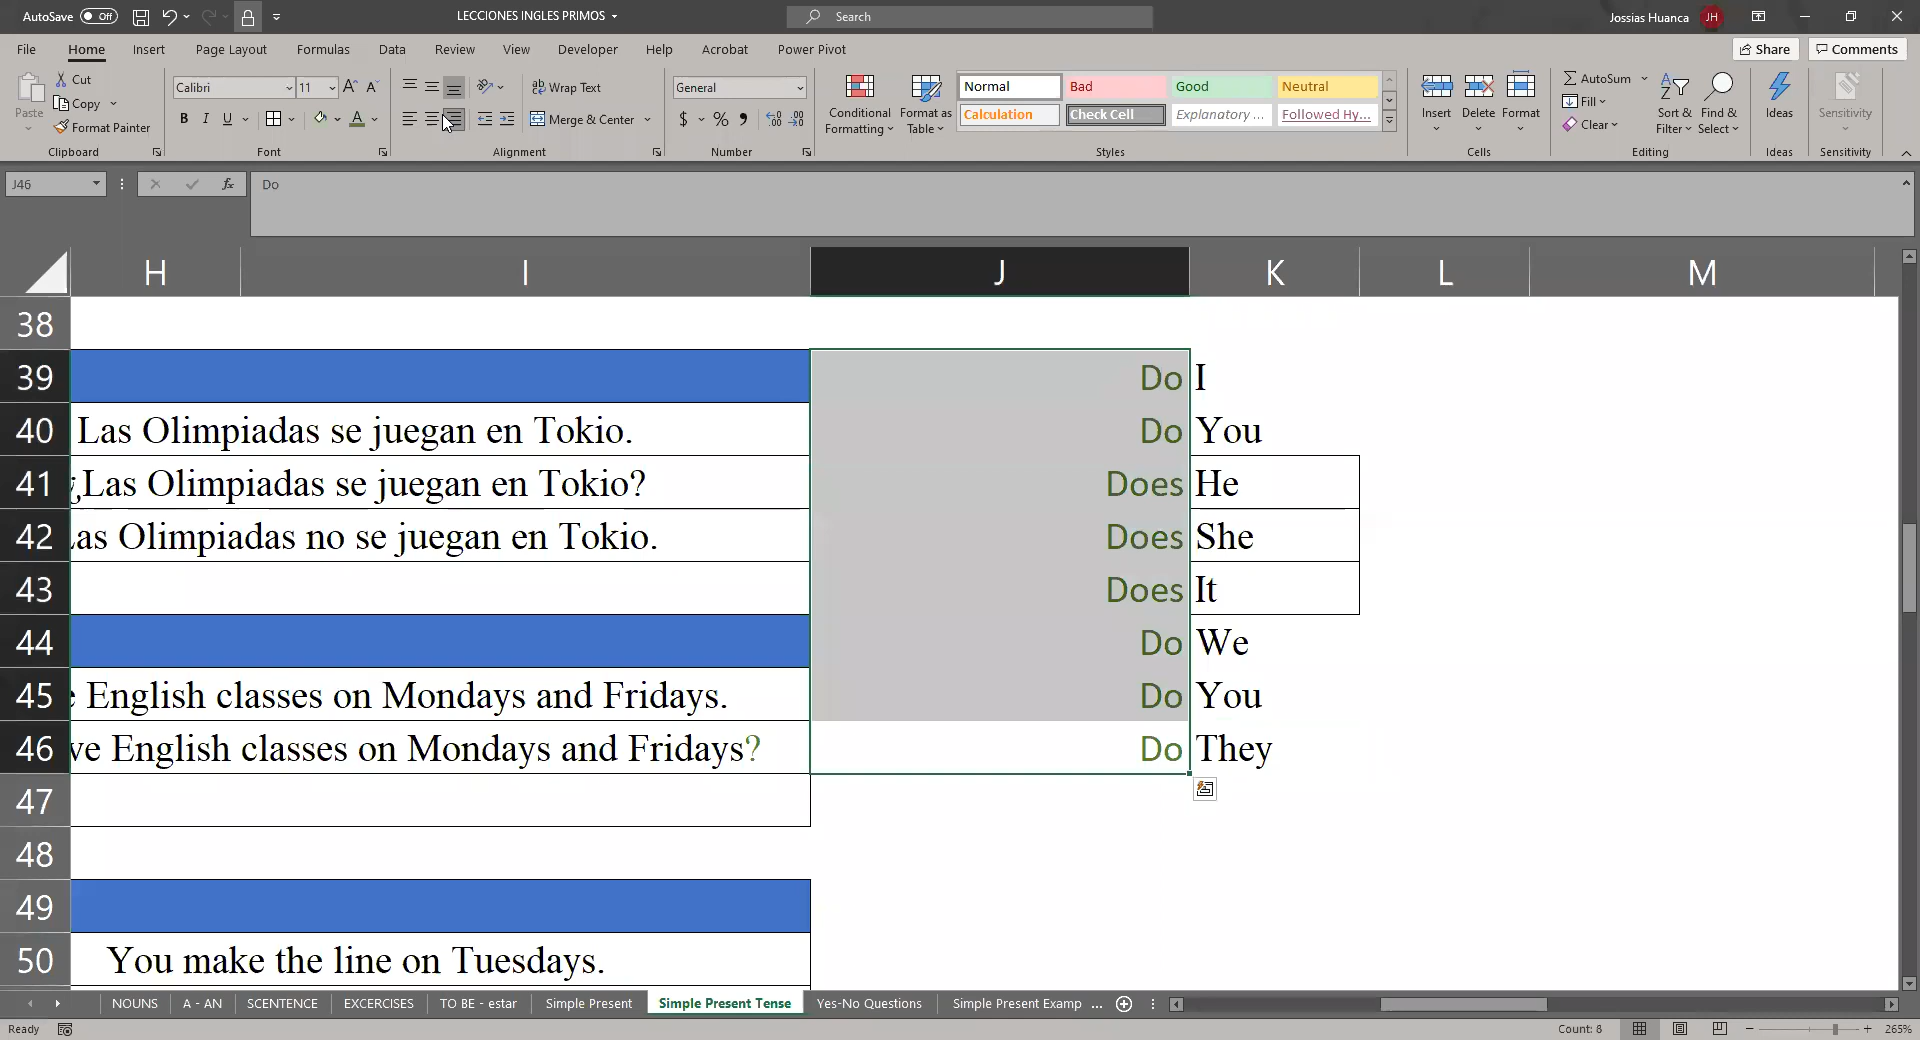 AutoSave Off
LECCIONES INGLES PRIMOS
Search
Jossias Huanca JH
File Home Insert Page Layout Formulas Data Review View Developer Help Acrobat Power Pivot
Share Comments
Paste
Cut
Copy
Format Painter
Clipboard
Calibri 11
B I U
Font
Wrap Text
Merge & Center
Alignment
General
$ % 9
Number
Conditional Formatting
Format as Table
Normal Bad Good Neutral
Calculation Check Cell Explanatory ... Followed Hy...
Styles
Insert Delete Format
Cells
AutoSum
Fill
Clear
Sort & Filter
Find & Select
Editing
Ideas
Ideas
Sensitivity
Sensitivity
J46 fx Do
H I J K L M
38
39 Do I
40 Las Olimpiadas se juegan en Tokio. Do You
41 ¿Las Olimpiadas se juegan en Tokio? Does He
42 Las Olimpiadas no se juegan en Tokio. Does She
43 Does It
44 Do We
45 e English classes on Mondays and Fridays. Do You
46 ve English classes on Mondays and Fridays? Do They
47
48
49
50 You make the line on Tuesdays.
NOUNS A - AN SCENTENCE EXCERCISES TO BE - estar Simple Present Simple Present Tense Yes-No Questions Simple Present Examp ...
Ready Count: 8 265%